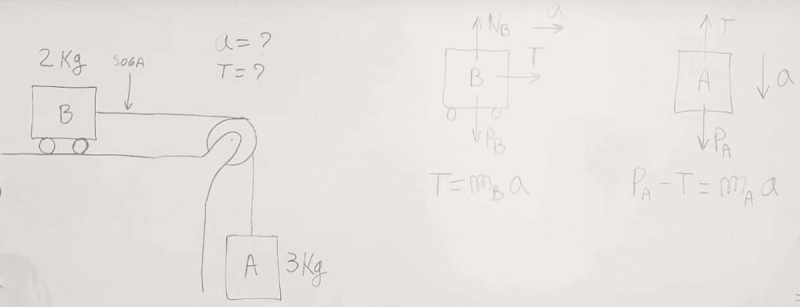 2 Kg
SOGA
a = ?
T = ?
B
A
3 Kg
N_B
a
T
B
P_B
T = m_B a
T
A
a
P_A
P_A - T = m_A a